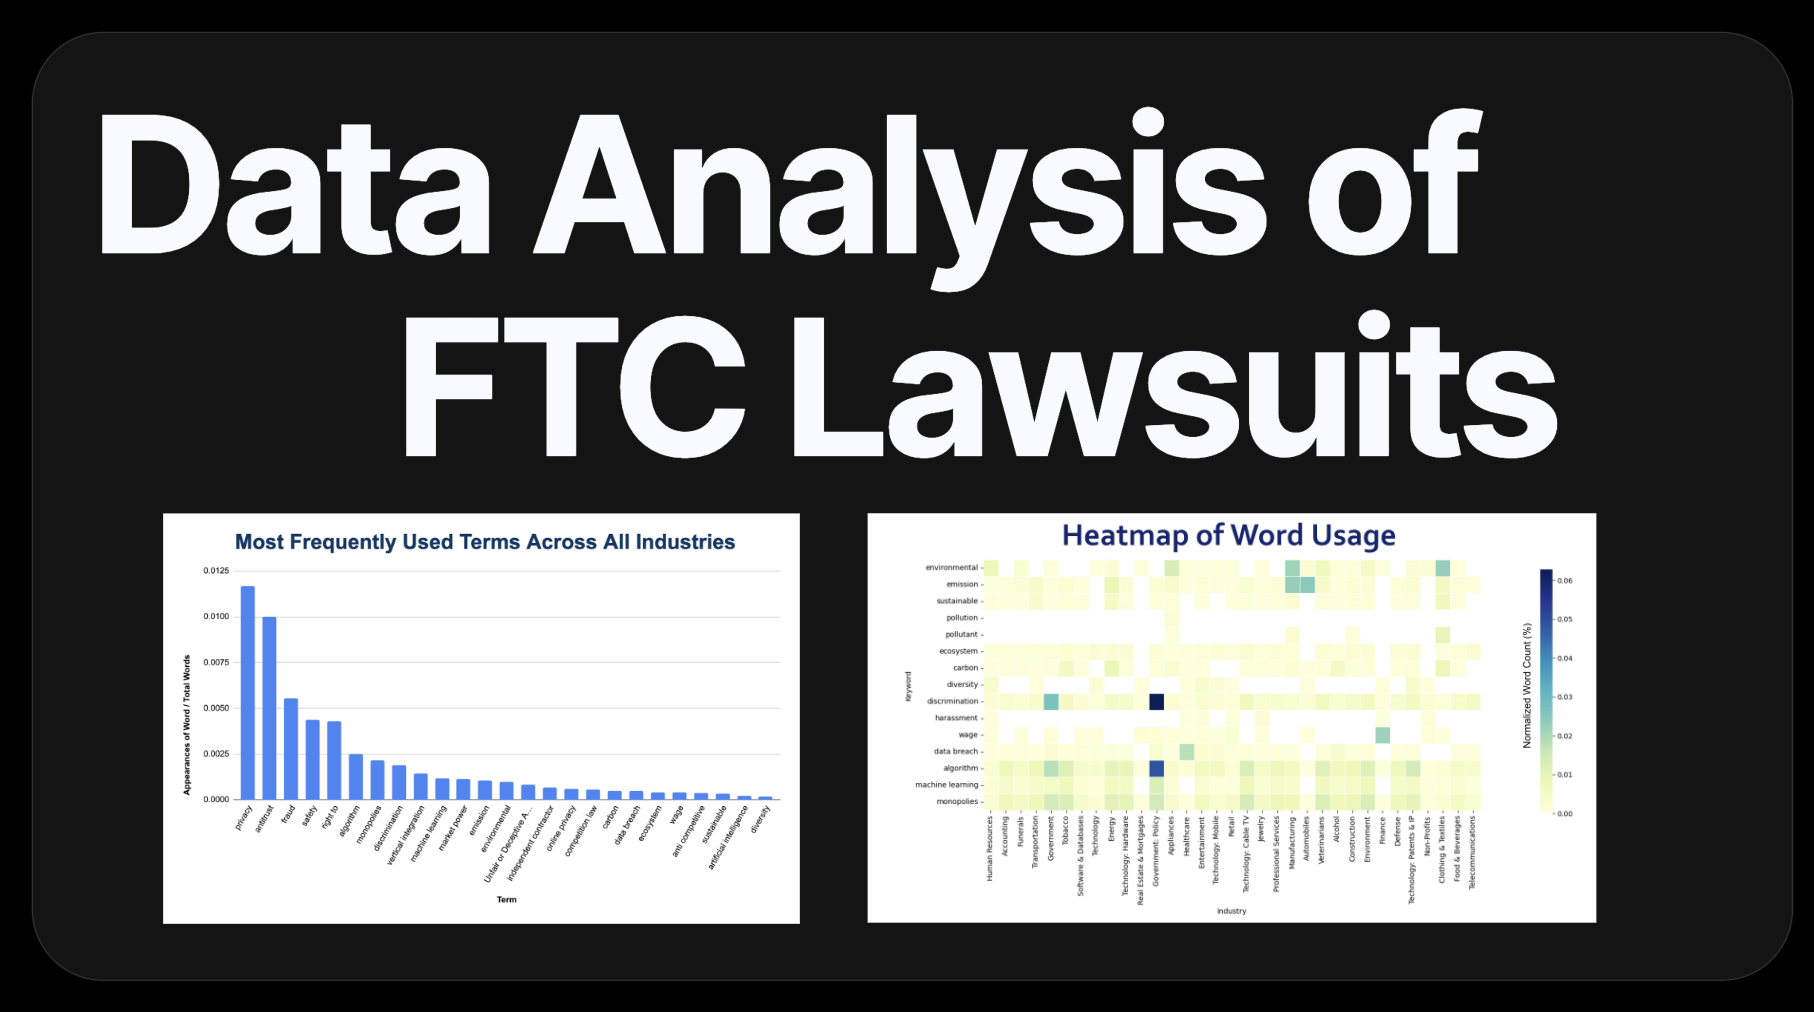 Data Analysis of
FTC Lawsuits
Most Frequently Used Terms Across All Industries
Appearances of Word / Total Words
0.0125
0.0100
0.0075
0.0050
0.0025
0.0000
privacy
antitrust
fraud
safety
right to
algorithm
monopolies
discrimination
vertical integration
machine learning
market power
emission
environmental
Unfair or Deceptive A...
independent contractor
online privacy
competition law
carbon
data breach
ecosystem
wage
anti competitive
sustainable
artificial intelligence
diversity
Term
Heatmap of Word Usage
Keyword
environmental
emission
sustainable
pollution
pollutant
ecosystem
carbon
diversity
discrimination
harassment
wage
data breach
algorithm
machine learning
monopolies
Human Resources
Accounting
Funerals
Transportation
Government
Tobacco
Software & Databases
Technology
Energy
Technology: Hardware
Real Estate & Mortgages
Government: Policy
Appliances
Healthcare
Entertainment
Technology: Mobile
Retail
Technology: Cable TV
Jewelry
Professional Services
Manufacturing
Automobiles
Veterinarians
Alcohol
Construction
Environment
Finance
Defense
Technology: Patents & IP
Non-Profits
Clothing & Textiles
Food & Beverages
Telecommunications
Industry
Normalized Word Count (%)
0.06
0.05
0.04
0.03
0.02
0.01
0.00